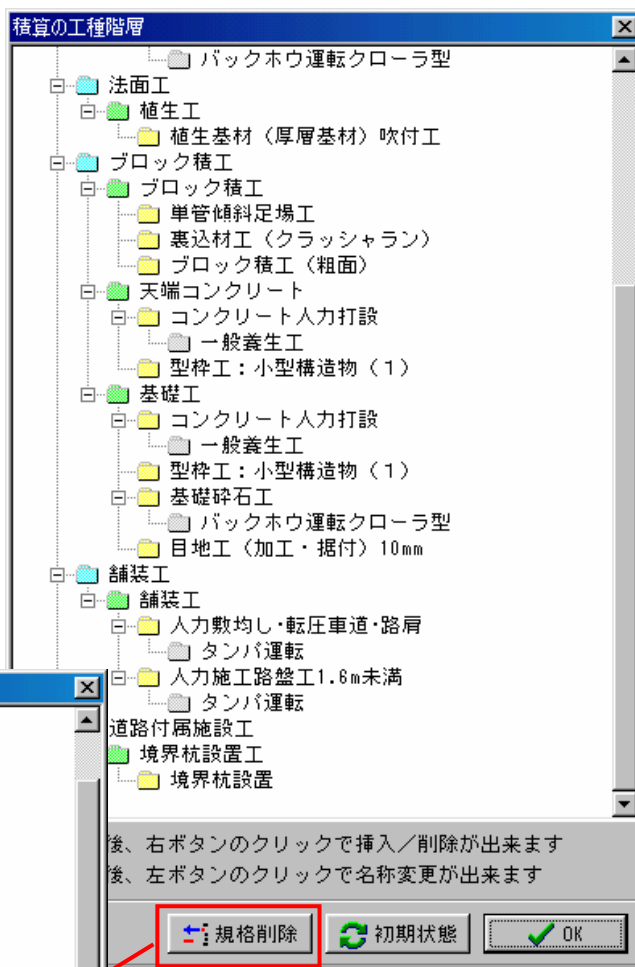 積算の工種階層
バックホウ運転クローラ型
法面工
植生工
植生基材（厚層基材）吹付工
ブロック積工
ブロック積工
単管傾斜足場工
裏込材工（クラッシャラン）
ブロック積工（粗面）
天端コンクリート
コンクリート人力打設
一般養生工
型枠工：小型構造物（１）
基礎工
コンクリート人力打設
一般養生工
型枠工：小型構造物（１）
基礎砕石工
バックホウ運転クローラ型
目地工（加工・据付）10mm
舗装工
舗装工
人力敷均し･転圧車道･路肩
タンパ運転
人力施工路盤工1.6m未満
タンパ運転
道路付属施設工
境界杭設置工
境界杭設置
後、右ボタンのクリックで挿入／削除が出来ます
後、左ボタンのクリックで名称変更が出来ます
規格削除 初期状態 OK